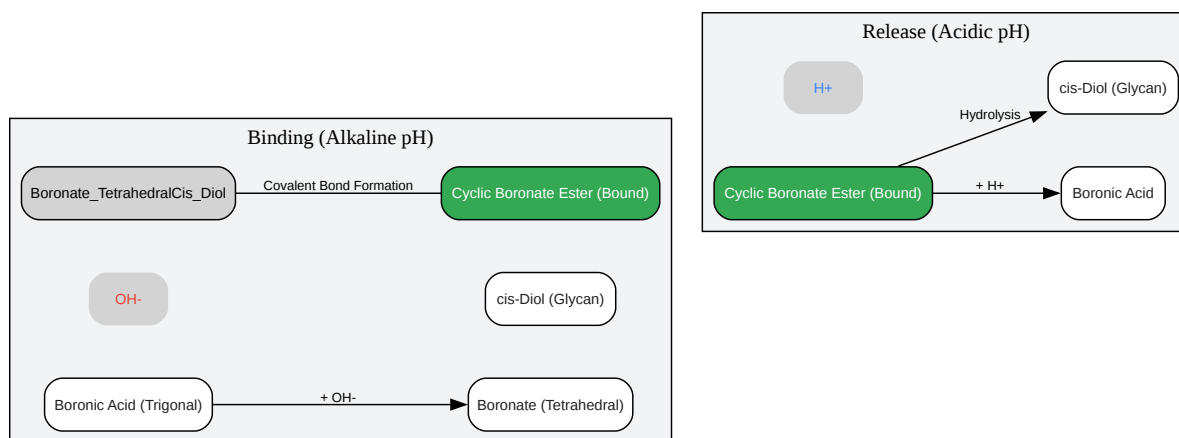 Binding (Alkaline pH)
Boronate_TetrahedralCis_Diol
Covalent Bond Formation
Cyclic Boronate Ester (Bound)
OH-
cis-Diol (Glycan)
Boronic Acid (Trigonal)
+ OH-
Boronate (Tetrahedral)
Release (Acidic pH)
H+
cis-Diol (Glycan)
Hydrolysis
Cyclic Boronate Ester (Bound)
+ H+
Boronic Acid